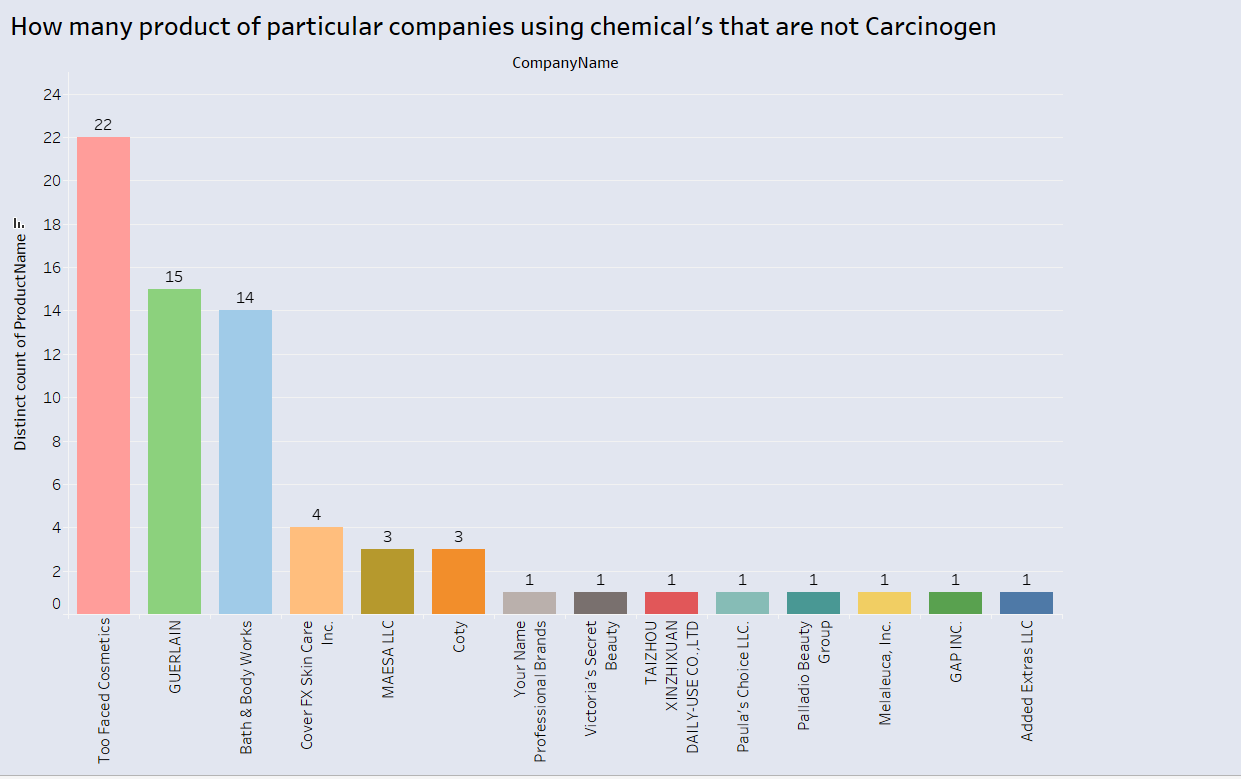 How many product of particular companies using chemical's that are not Carcinogen
CompanyName
Distinct count of ProductName
24
22
20
18
16
14
12
10
8
6
4
2
0
22
15
14
4
3
3
1
1
1
1
1
1
1
1
Too Faced Cosmetics
GUERLAIN
Bath & Body Works
Cover FX Skin Care
Inc.
MAESA LLC
Coty
Your Name
Professional Brands
Victoria's Secret
Beauty
TAIZHOU
XINZHIXUAN
DAILY-USE CO.,LTD
Paula's Choice LLC.
Palladio Beauty
Group
Melaleuca, Inc.
GAP INC.
Added Extras LLC